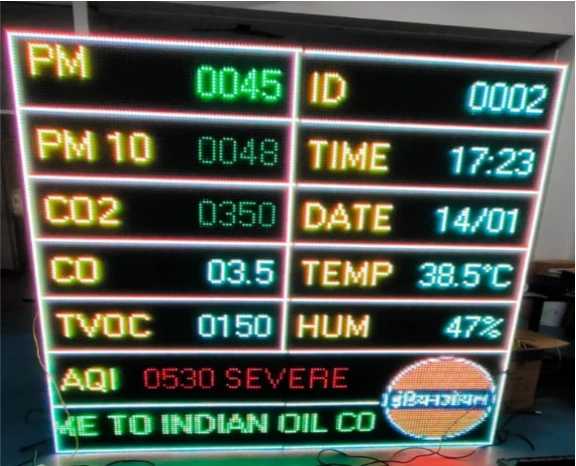 PM 0045 ID 0002
PM 10 0048 TIME 17:23
CO2 0350 DATE 14/01
CO 03.5 TEMP 38.5°C
TVOC 0150 HUM 47%
AQI 0530 SEVERE
इंडियनऑयल
ME TO INDIAN OIL CO